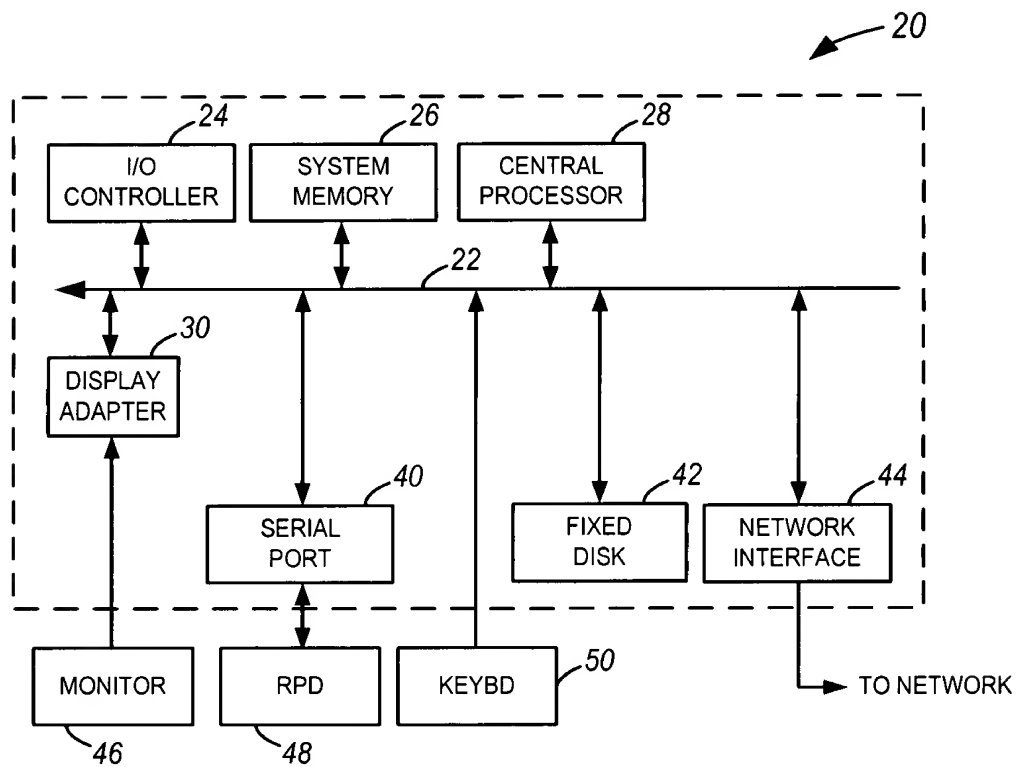 20
24
26
28
I/O
CONTROLLER
SYSTEM
MEMORY
CENTRAL
PROCESSOR
22
30
DISPLAY
ADAPTER
40
42
44
SERIAL
PORT
FIXED
DISK
NETWORK
INTERFACE
MONITOR
RPD
KEYBD
50
TO NETWORK
46
48